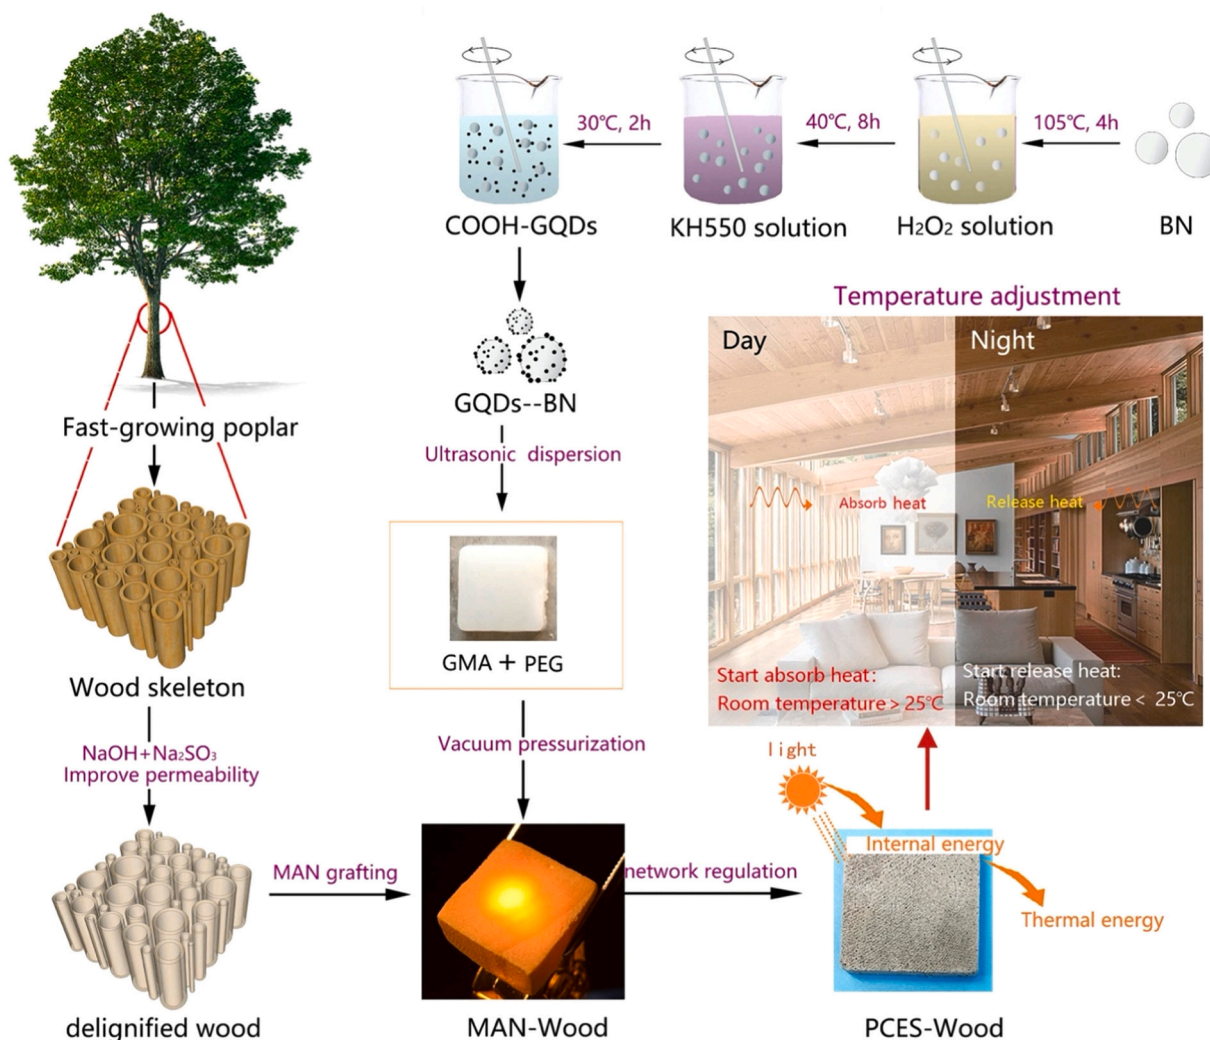 30℃, 2h
40℃, 8h
105℃, 4h
COOH-GQDs
KH550 solution
H₂O₂ solution
BN
GQDs--BN
Ultrasonic dispersion
GMA + PEG
Vacuum pressurization
Fast-growing poplar
Wood skeleton
NaOH+Na₂SO₃
Improve permeability
delignified wood
MAN grafting
MAN-Wood
network regulation
PCES-Wood
Temperature adjustment
Day
Night
Absorb heat
Release heat
Start absorb heat:
Room temperature > 25℃
Start release heat:
Room temperature < 25℃
light
Internal energy
Thermal energy